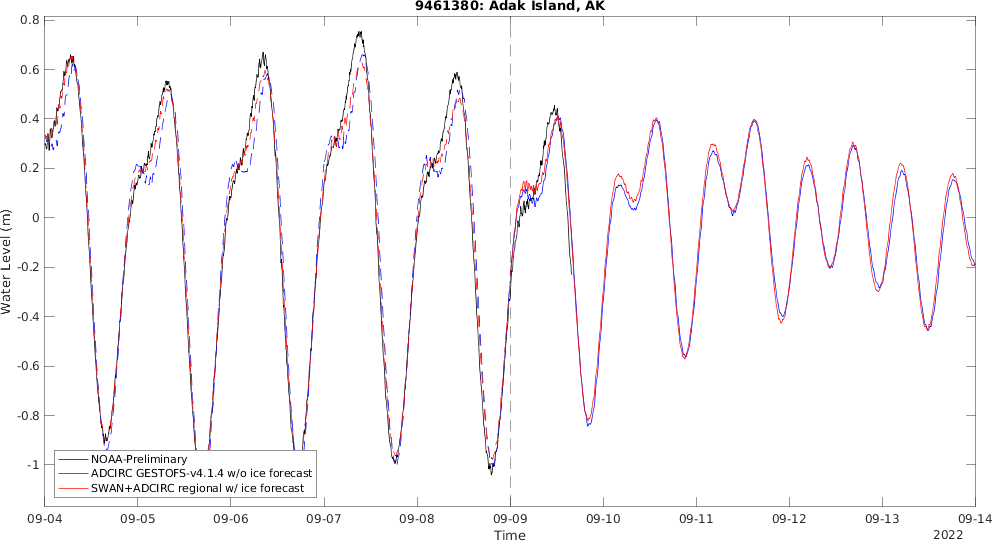 9461380: Adak Island, AK
0.8
0.6
0.4
0.2
0
-0.2
-0.4
-0.6
-0.8
-1
Water Level (m)
NOAA-Preliminary
ADCIRC GESTOFS-v4.1.4 w/o ice forecast
SWAN+ADCIRC regional w/ ice forecast
09-04 09-05 09-06 09-07 09-08 09-09 09-10 09-11 09-12 09-13 09-14
Time
2022